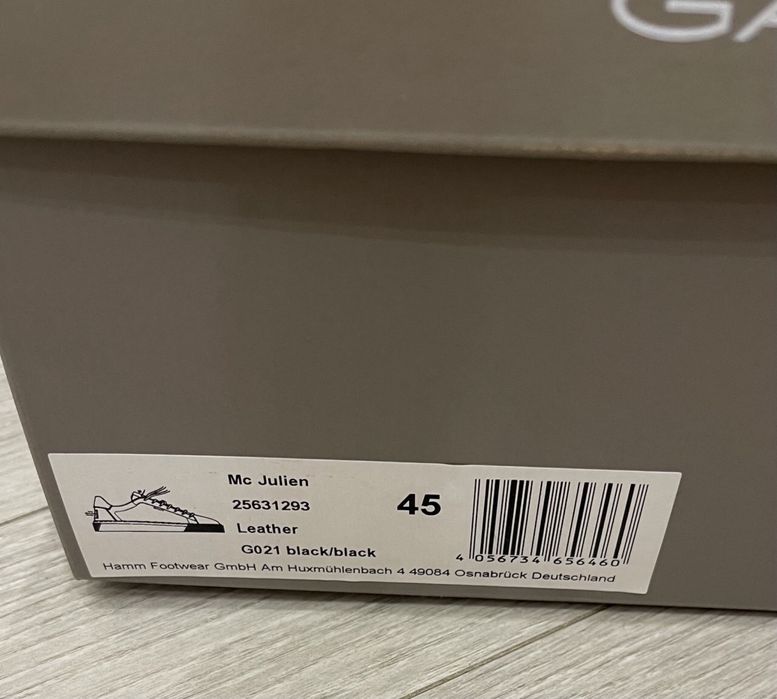 GA
Mc Julien
25631293
Leather
G021 black/black
45
4 056734 656460
Hamm Footwear GmbH Am Huxmühlenbach 4 49084 Osnabrück Deutschland